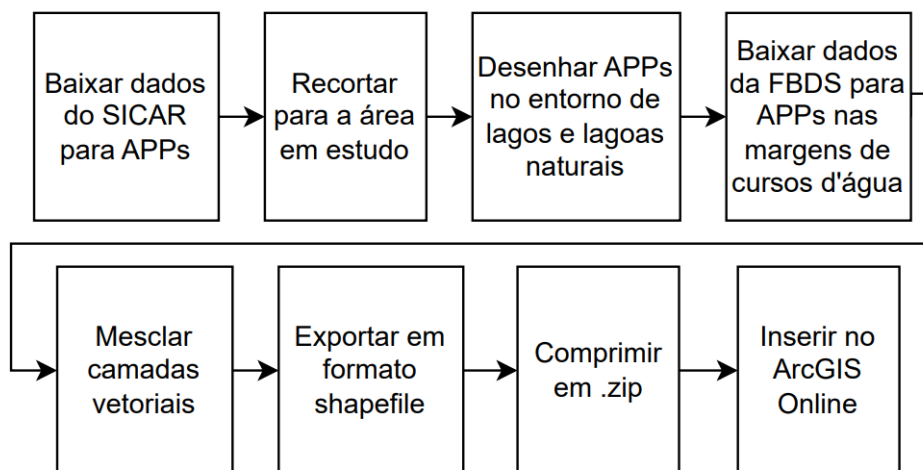 Baixar dados
do SICAR
para APPs
Recortar
para a área
em estudo
Desenhar APPs
no entorno de
lagos e lagoas
naturais
Baixar dados
da FBDS para
APPs nas
margens de
cursos d'água
Mesclar
camadas
vetoriais
Exportar em
formato
shapefile
Comprimir
em .zip
Inserir no
ArcGIS
Online